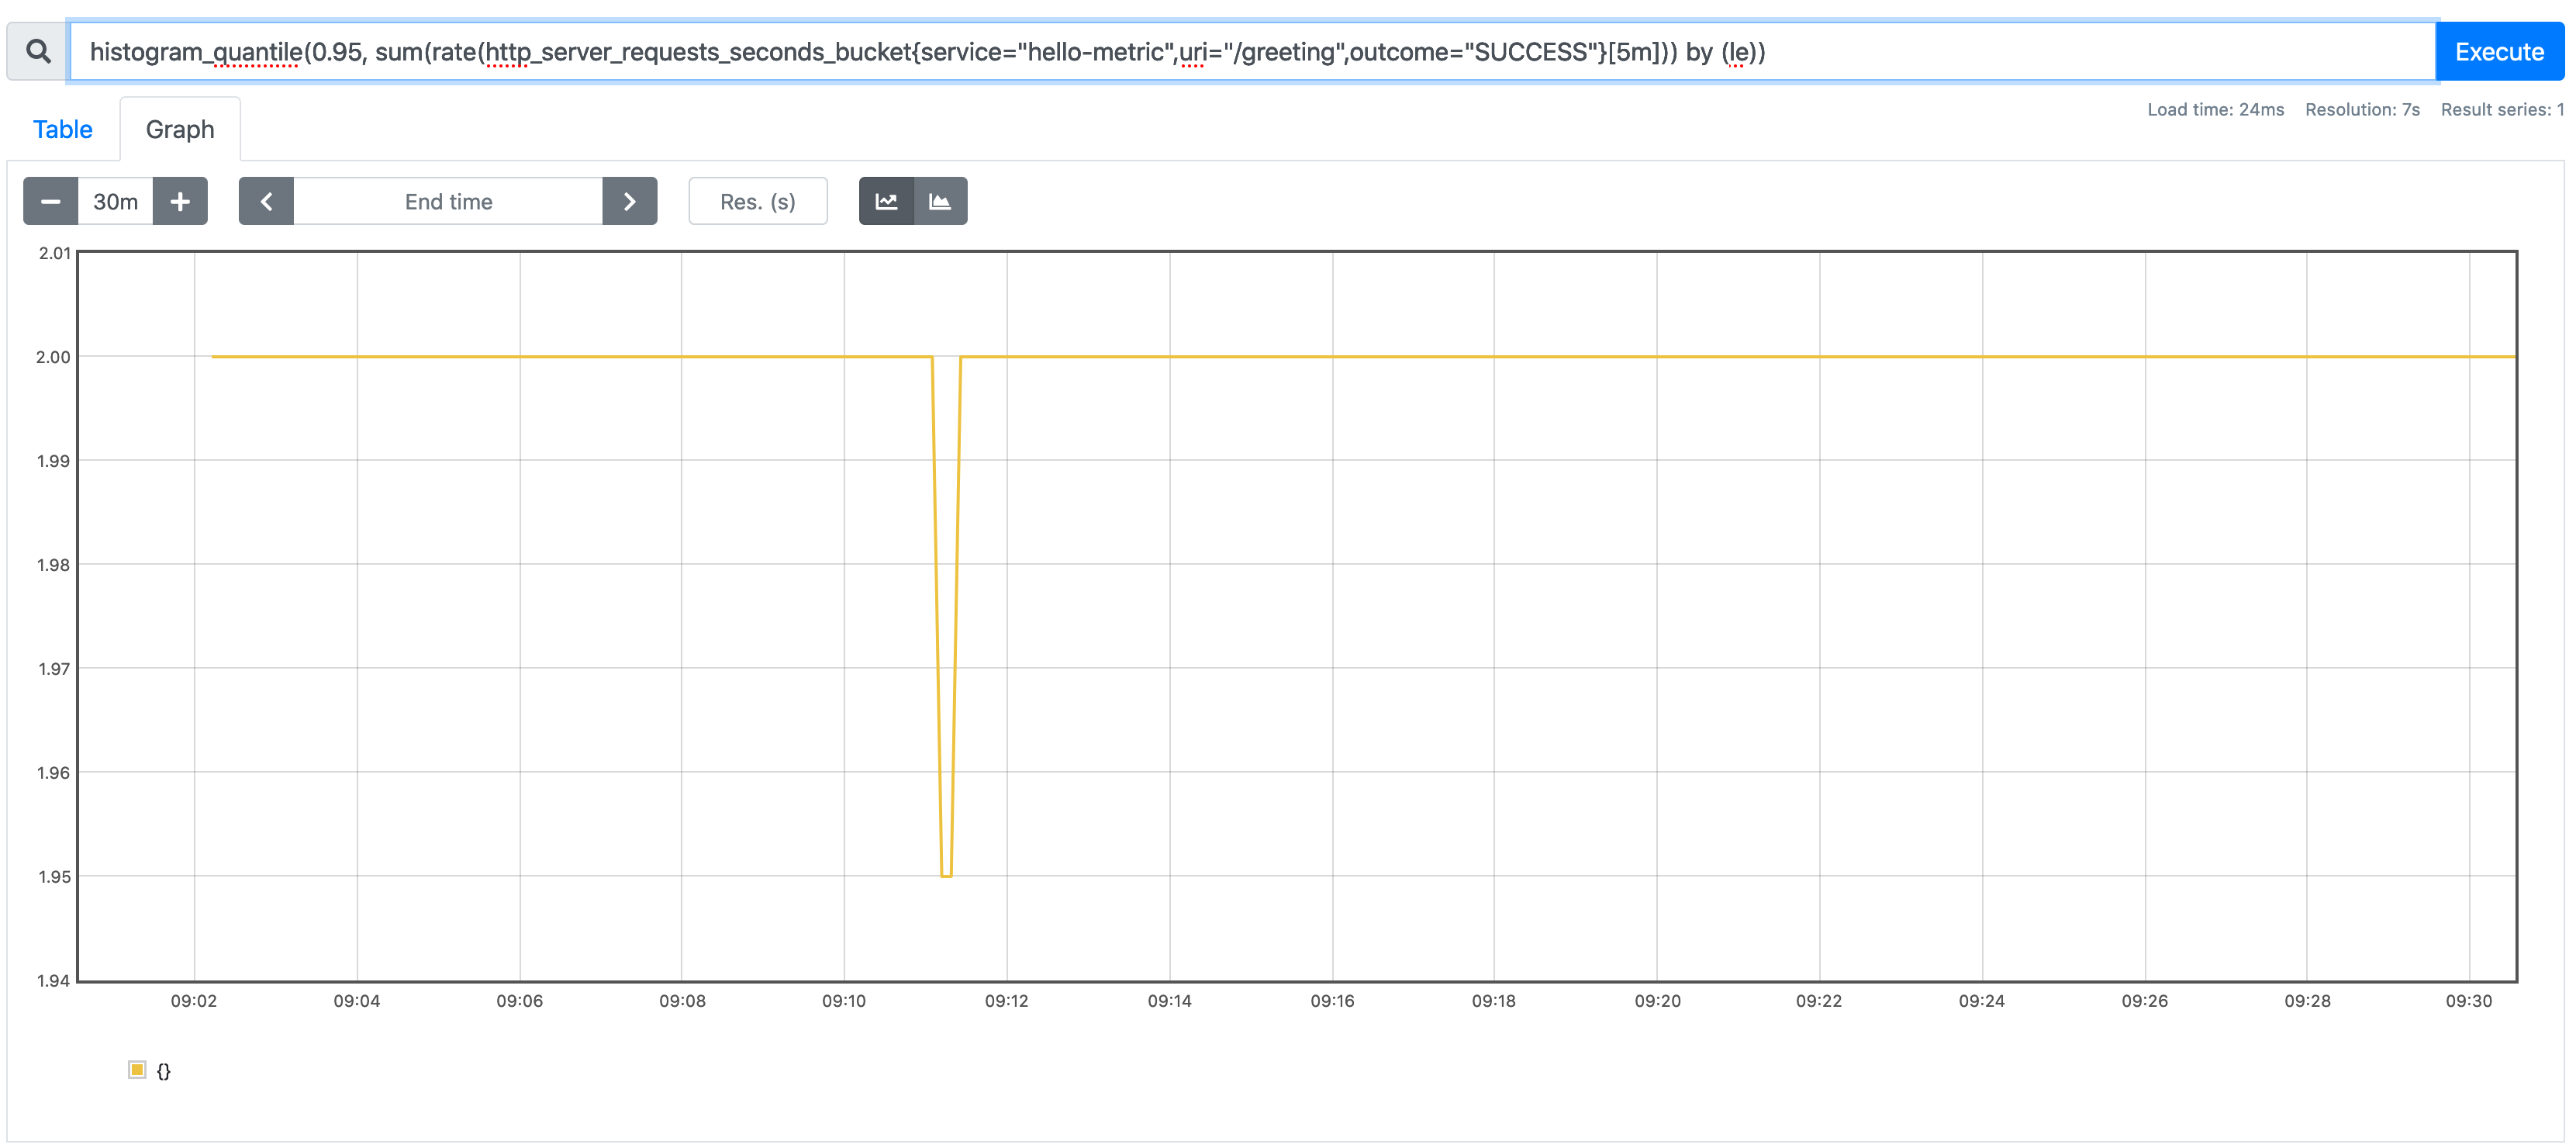 histogram_quantile(0.95, sum(rate(http_server_requests_seconds_bucket{service="hello-metric",uri="/greeting",outcome="SUCCESS"}[5m])) by (le))
Execute
Table
Graph
Load time: 24ms Resolution: 7s Result series: 1
30m
End time
Res. (s)
2.01
2.00
1.99
1.98
1.97
1.96
1.95
1.94
09:02 09:04 09:06 09:08 09:10 09:12 09:14 09:16 09:18 09:20 09:22 09:24 09:26 09:28 09:30
{}